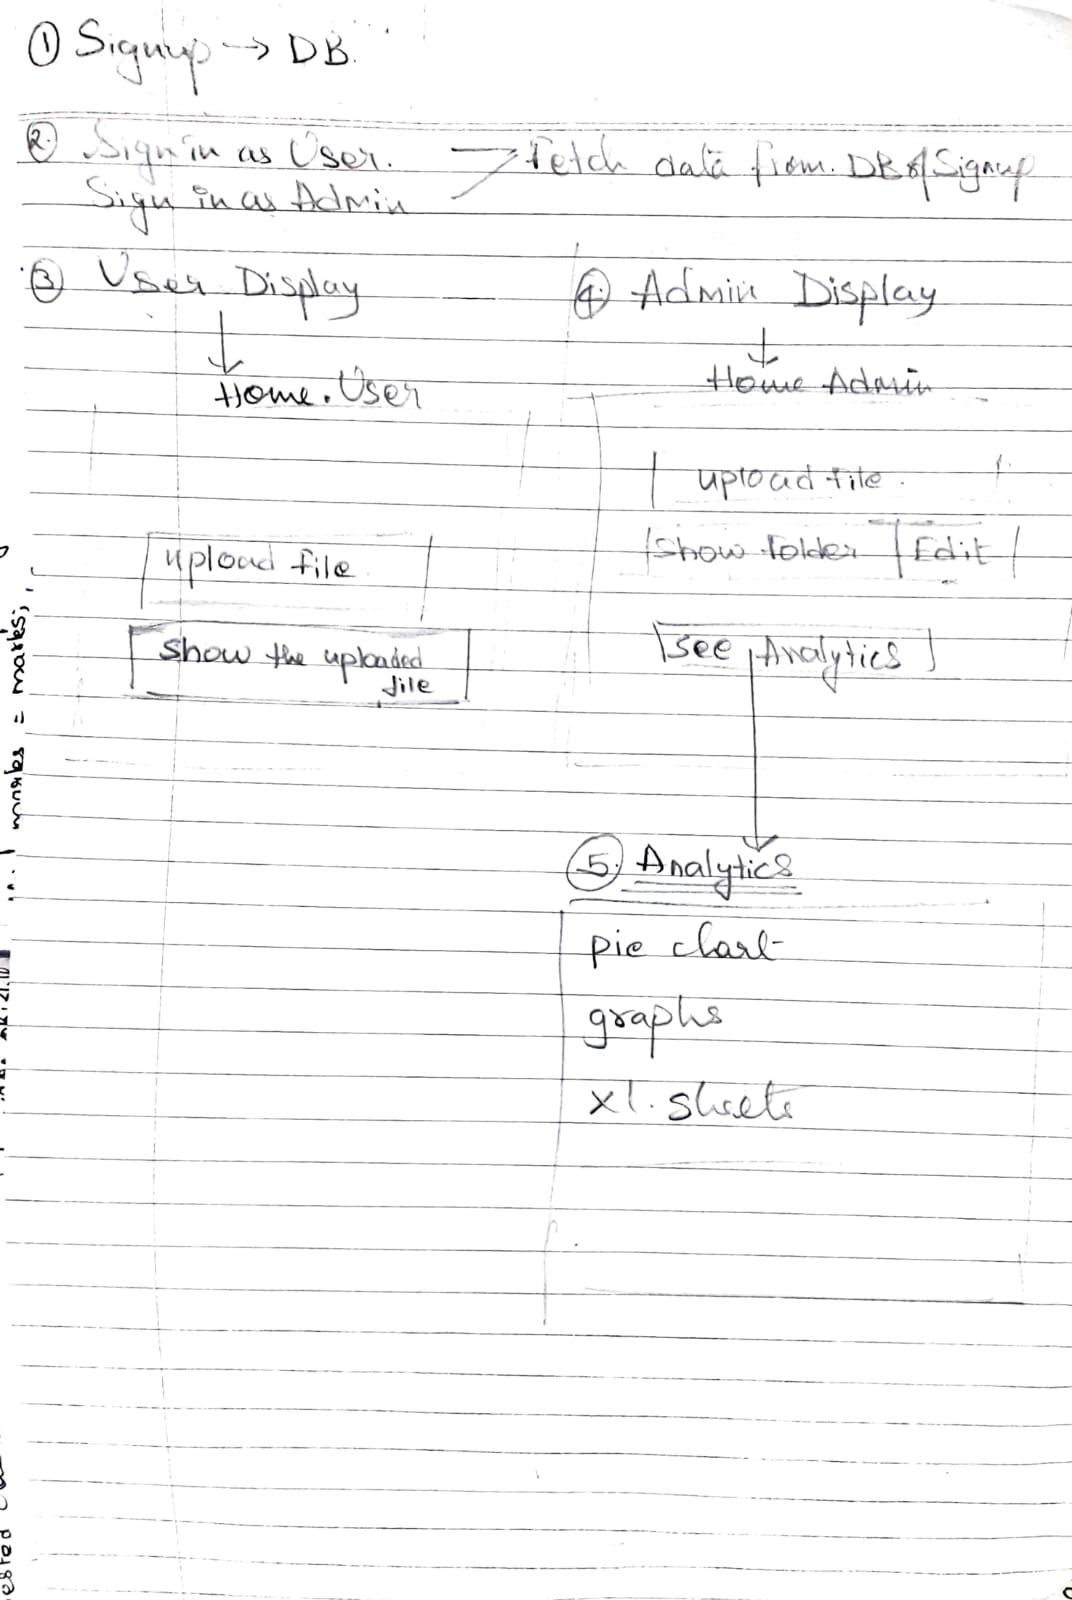 ① Signup → DB.
② Sign in as User. → Fetch data from. DB of Signup
Sign in as Admin
③ User Display
↓
Home. User
upload file
show the uploaded
file
④ Admin Display
↓
Home Admin
upload file.
show folder | Edit
see Analytics
↓
⑤. Analytics
pie chart
graphs
xl. sheets
marks = marks;